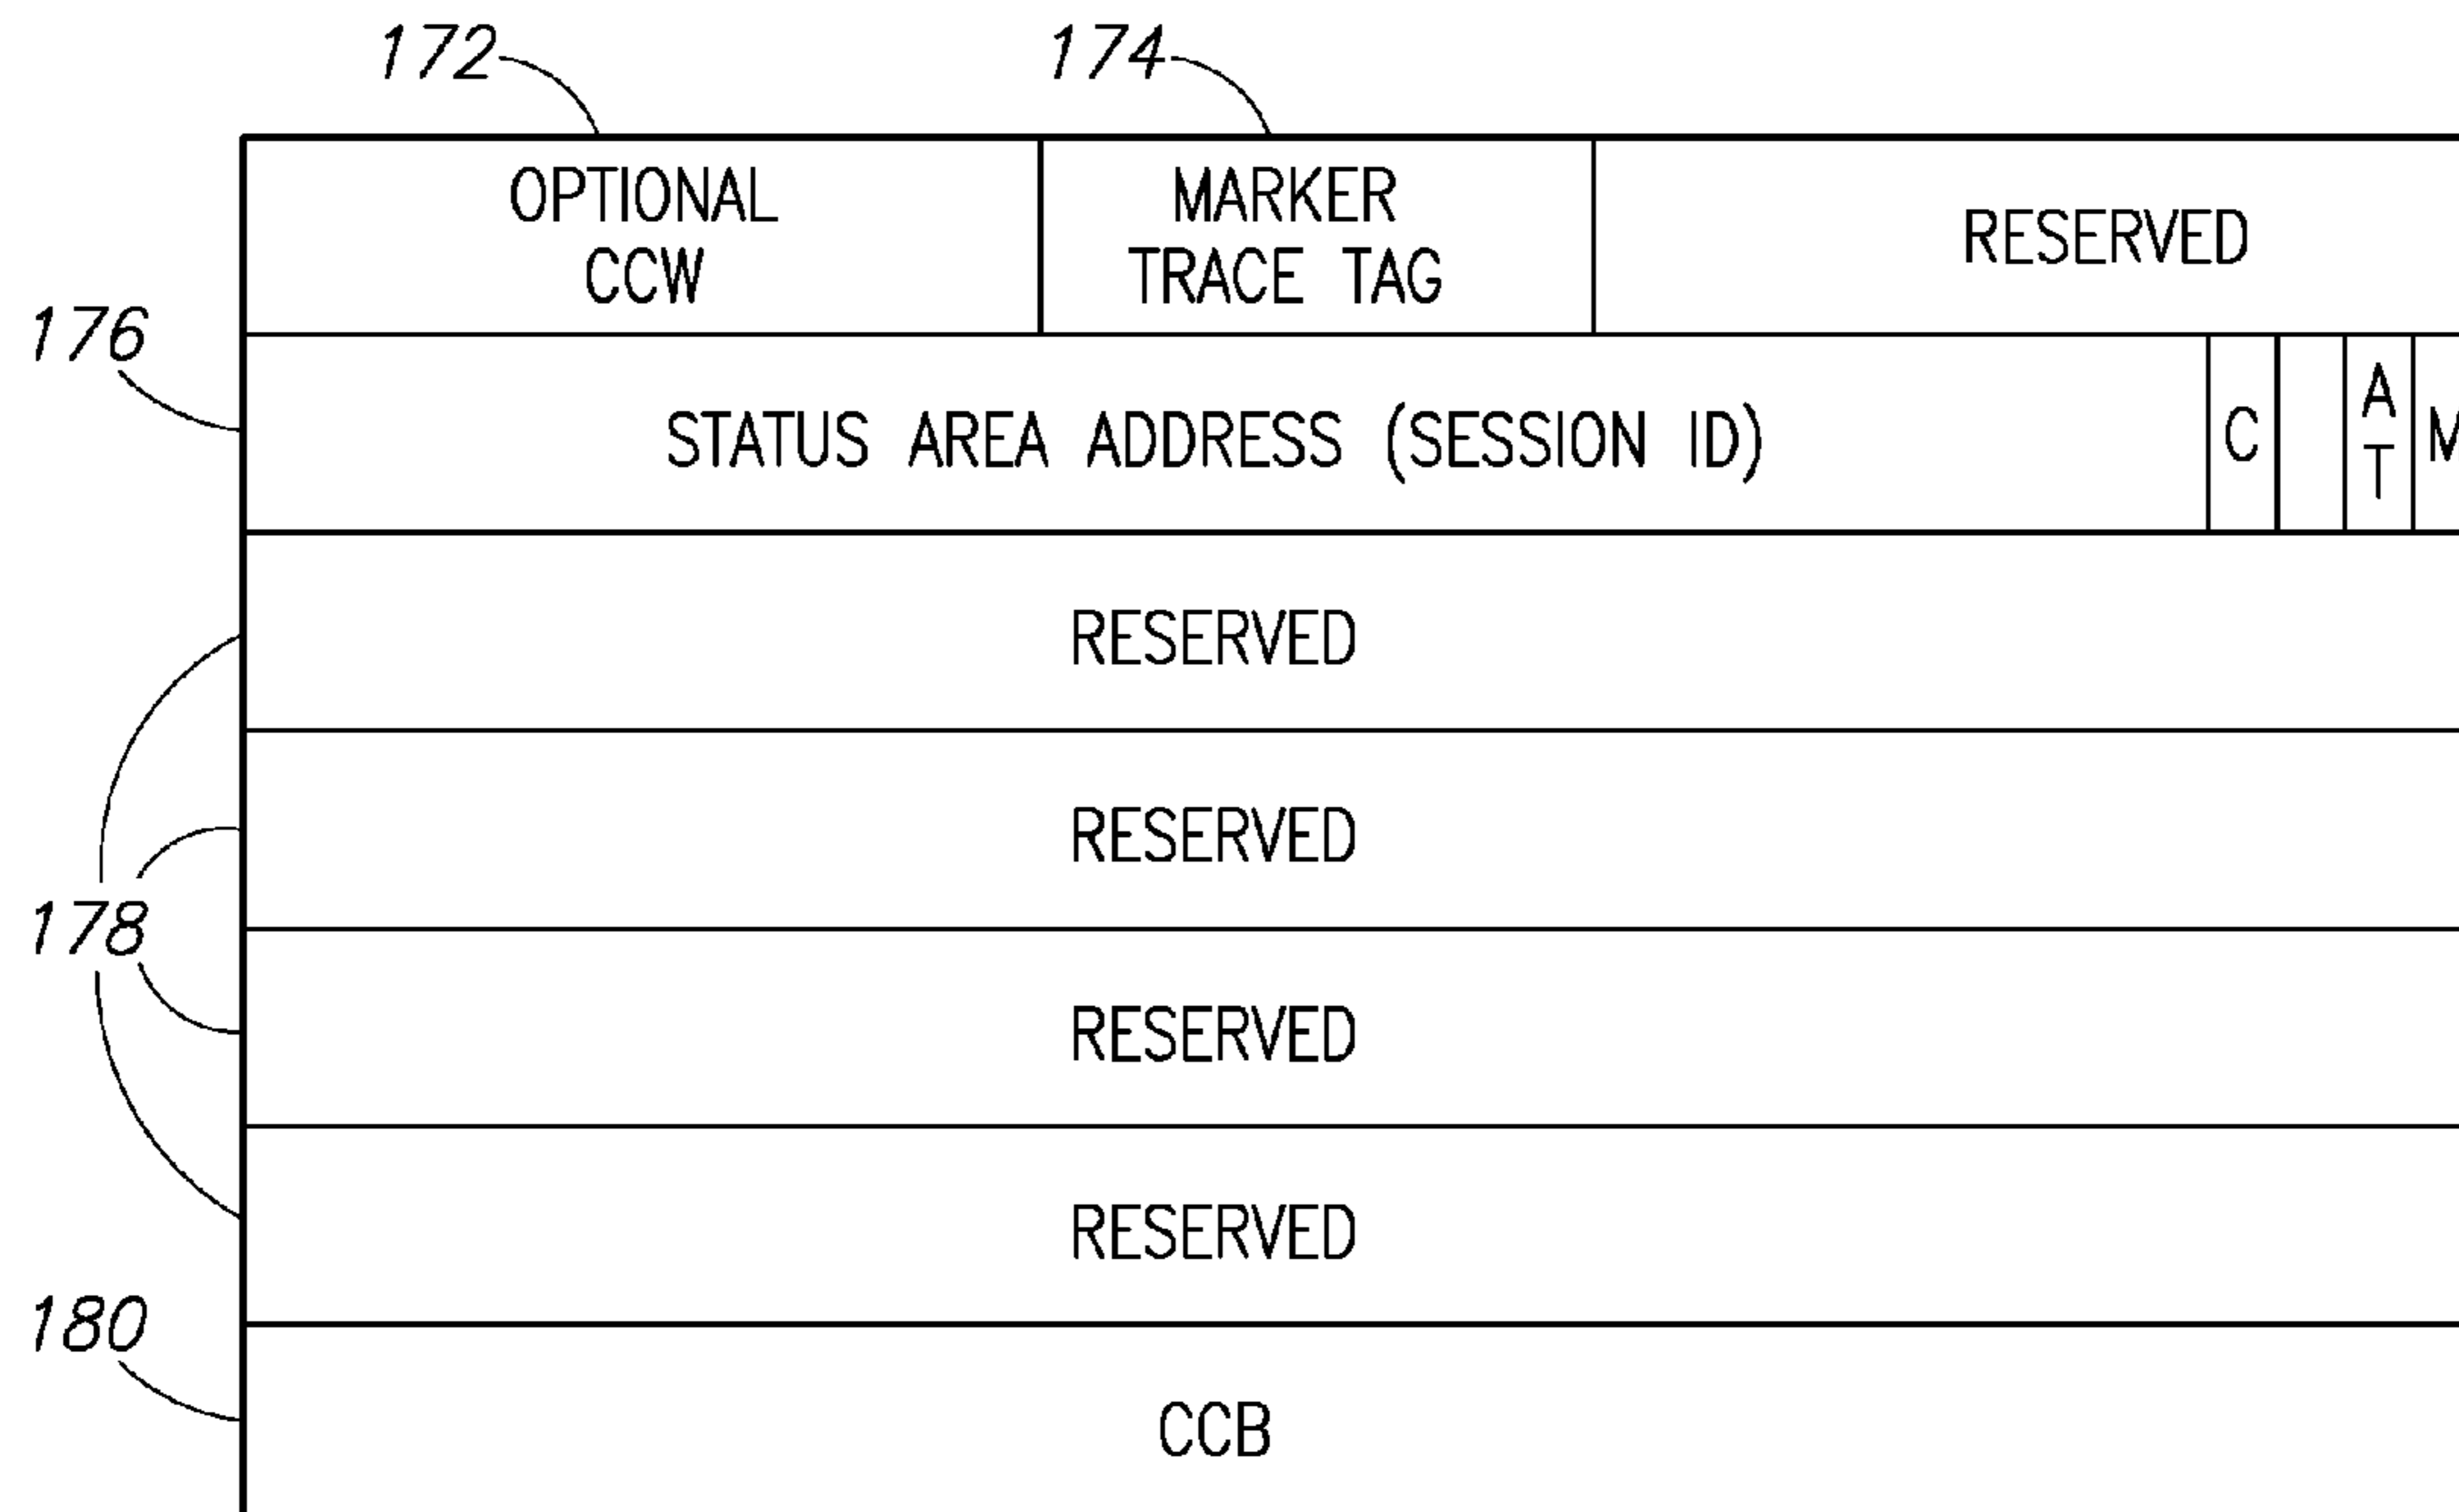 172 174
OPTIONAL CCW
MARKER TRACE TAG
RESERVED
176
STATUS AREA ADDRESS (SESSION ID)
C
A
T
M
RESERVED
RESERVED
178
RESERVED
RESERVED
180
CCB